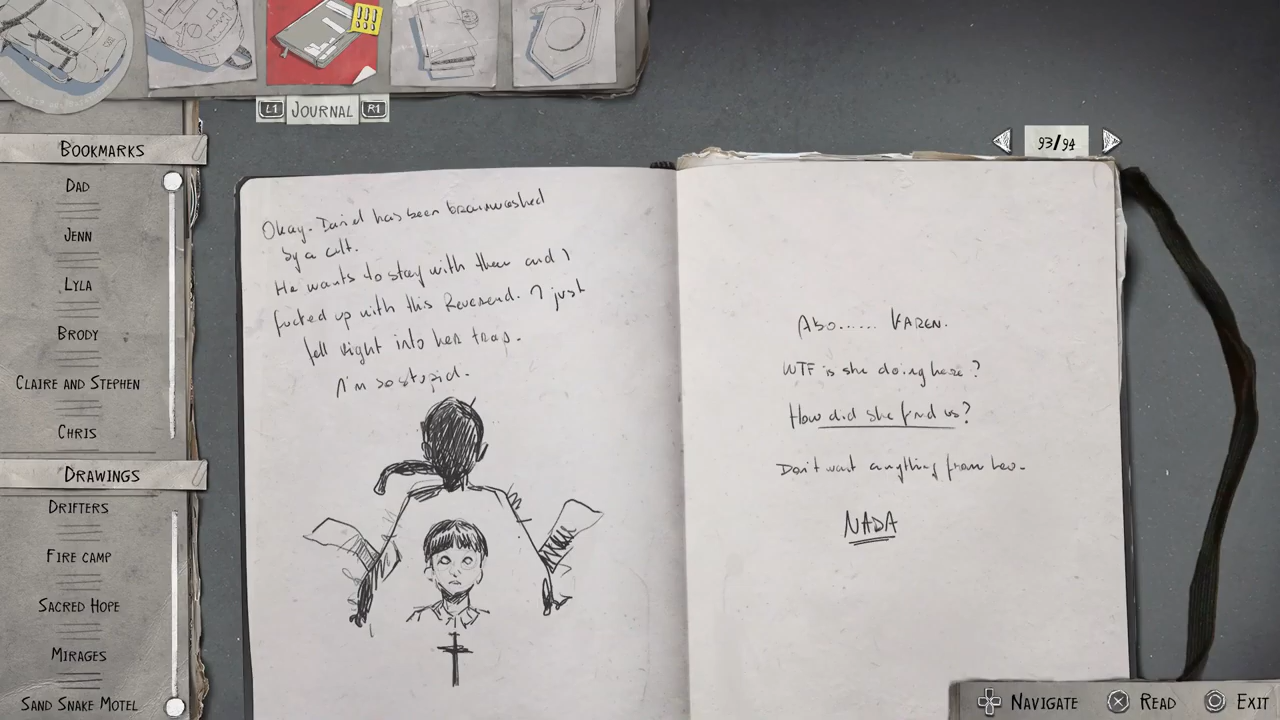 L1 JOURNAL R1
BOOKMARKS
DAD
JENN
LYLA
BRODY
CLAIRE AND STEPHEN
CHRIS
DRAWINGS
DRIFTERS
FIRE CAMP
SACRED HOPE
MIRAGES
SAND SNAKE MOTEL
93/94
Okay. Daniel has been brainwashed
by a cult.
He wants to stay with them and I
fucked up with this Reverend. I just
fell right into her trap.
I'm so stupid.
Also...... KAREN.
WTF is she doing here?
How did she find us?
Don't want anything from her.
NADA
NAVIGATE
READ
EXIT